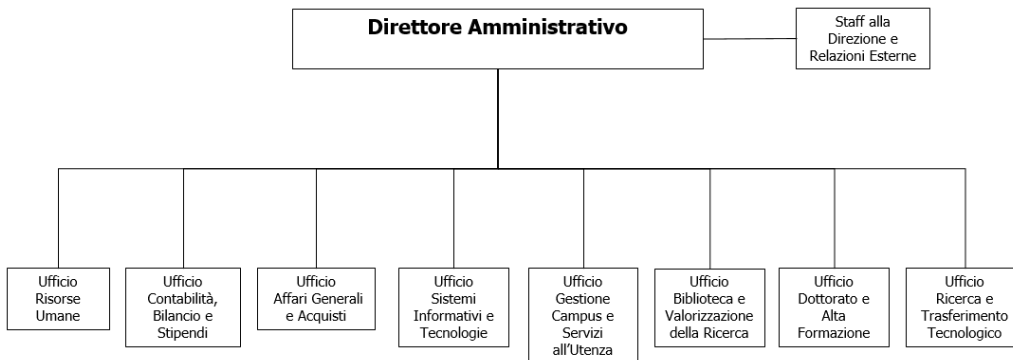 Direttore Amministrativo
Staff alla
Direzione e
Relazioni Esterne
Ufficio
Risorse
Umane
Ufficio
Contabilità,
Bilancio e
Stipendi
Ufficio
Affari Generali
e Acquisti
Ufficio
Sistemi
Informativi e
Tecnologie
Ufficio
Gestione
Campus e
Servizi
all'Utenza
Ufficio
Biblioteca e
Valorizzazione
della Ricerca
Ufficio
Dottorato e
Alta
Formazione
Ufficio
Ricerca e
Trasferimento
Tecnologico